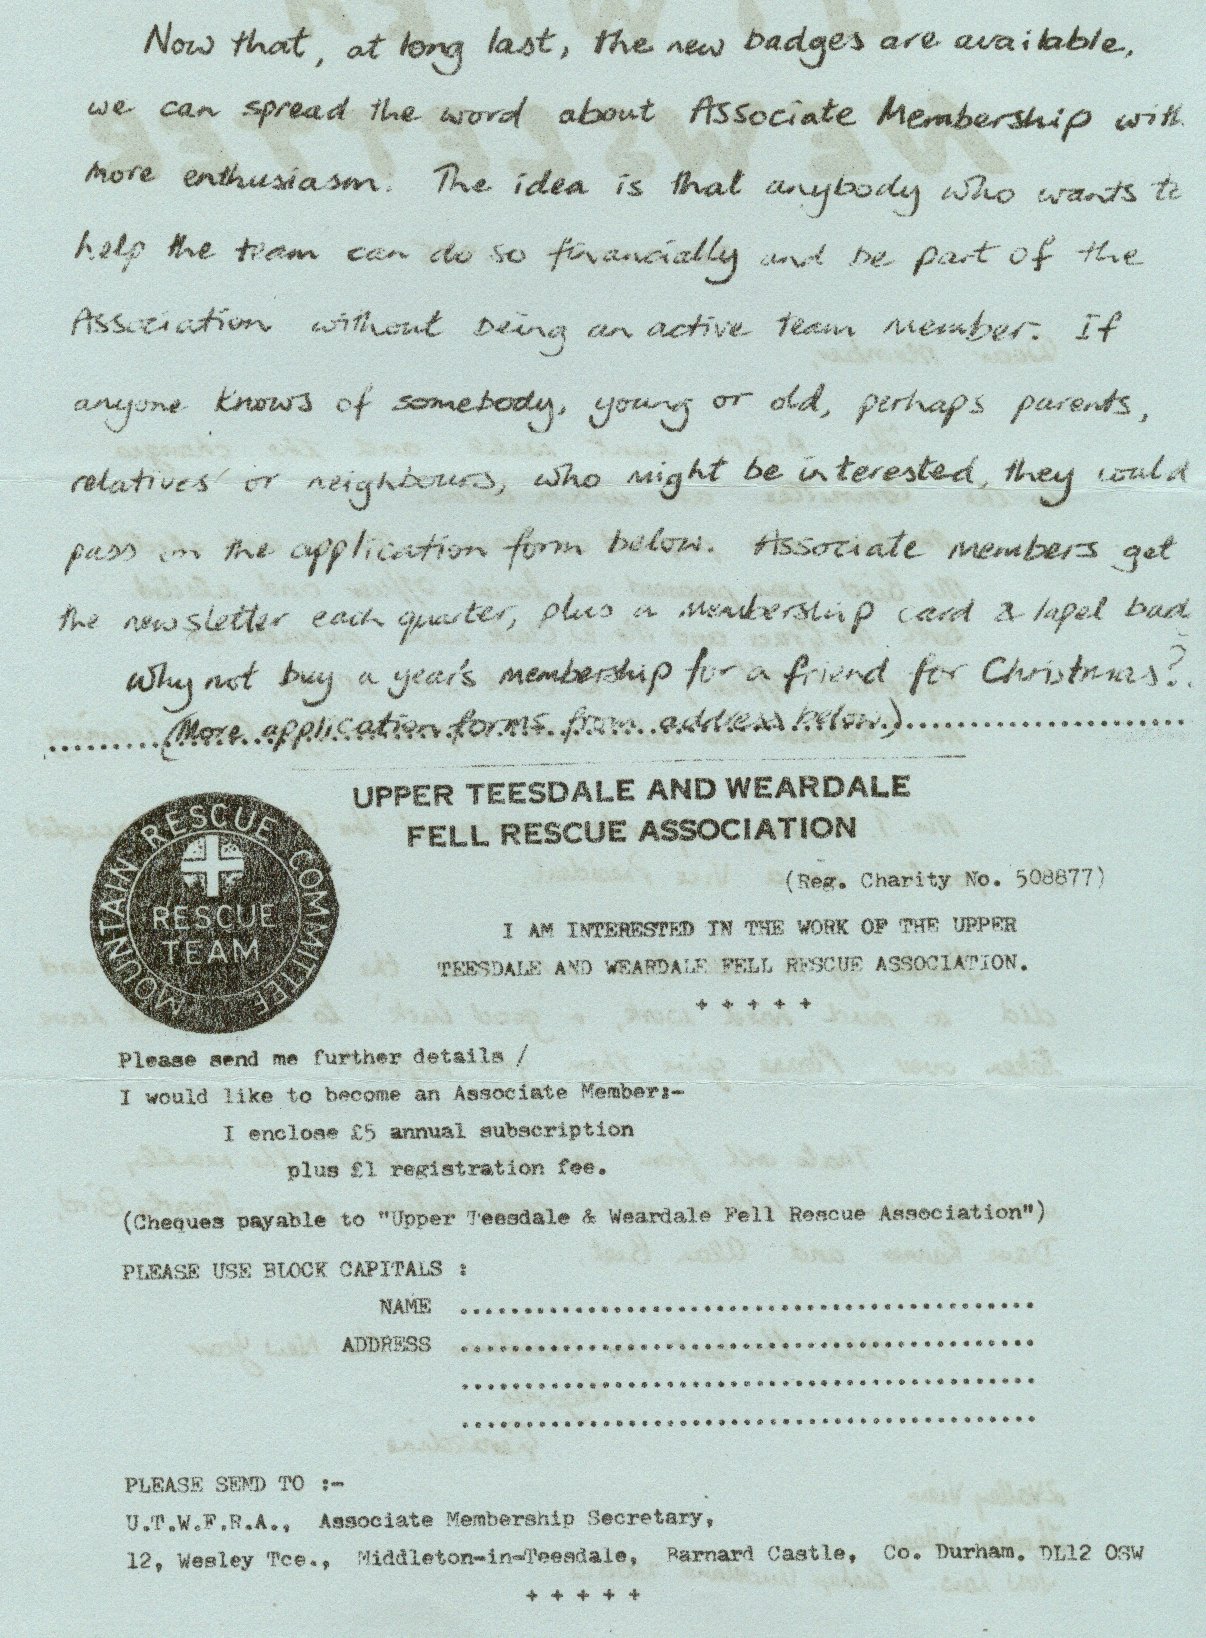 Now that, at long last, the new badges are available,
we can spread the word about Associate Membership with
more enthusiasm. The idea is that anybody who wants to
help the team can do so financially and be part of the
Association without being an active team member. If
anyone knows of somebody, young or old, perhaps parents,
relatives or neighbours, who might be interested, they could
pass on the application form below. Associate members get
the newsletter each quarter, plus a membership card & lapel bad
Why not buy a year's membership for a friend for Christmas?
(More application forms from address below.)
UPPER TEESDALE AND WEARDALE
FELL RESCUE ASSOCIATION
MOUNTAIN RESCUE COMMITTEE
RESCUE
TEAM
(Reg. Charity No. 508877)
I AM INTERESTED IN THE WORK OF THE UPPER
TEESDALE AND WEARDALE FELL RESCUE ASSOCIATION.
+ + + + +
Please send me further details /
I would like to become an Associate Member:-
I enclose £5 annual subscription
plus £1 registration fee.
(Cheques payable to "Upper Teesdale & Weardale Fell Rescue Association")
PLEASE USE BLOCK CAPITALS :
NAME ..............................................
ADDRESS ..............................................
..............................................
..............................................
PLEASE SEND TO :-
U.T.W.F.R.A., Associate Membership Secretary,
12, Wesley Tce., Middleton-in-Teesdale, Barnard Castle, Co. Durham. DL12 0SW
+ + + + +